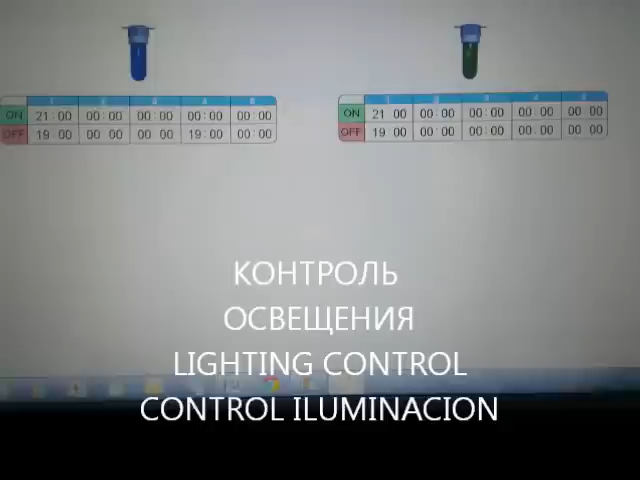 1 2 3 4 5
ON 21:00 00:00 00:00 00:00 00:00
OFF 19:00 00:00 00:00 19:00 00:00
1 2 3 4 5
ON 21 00 00:00 00:00 00:00 00 00
OFF 19 00 00:00 00:00 00:00 00 00
КОНТРОЛЬ
ОСВЕЩЕНИЯ
LIGHTING CONTROL
CONTROL ILUMINACION